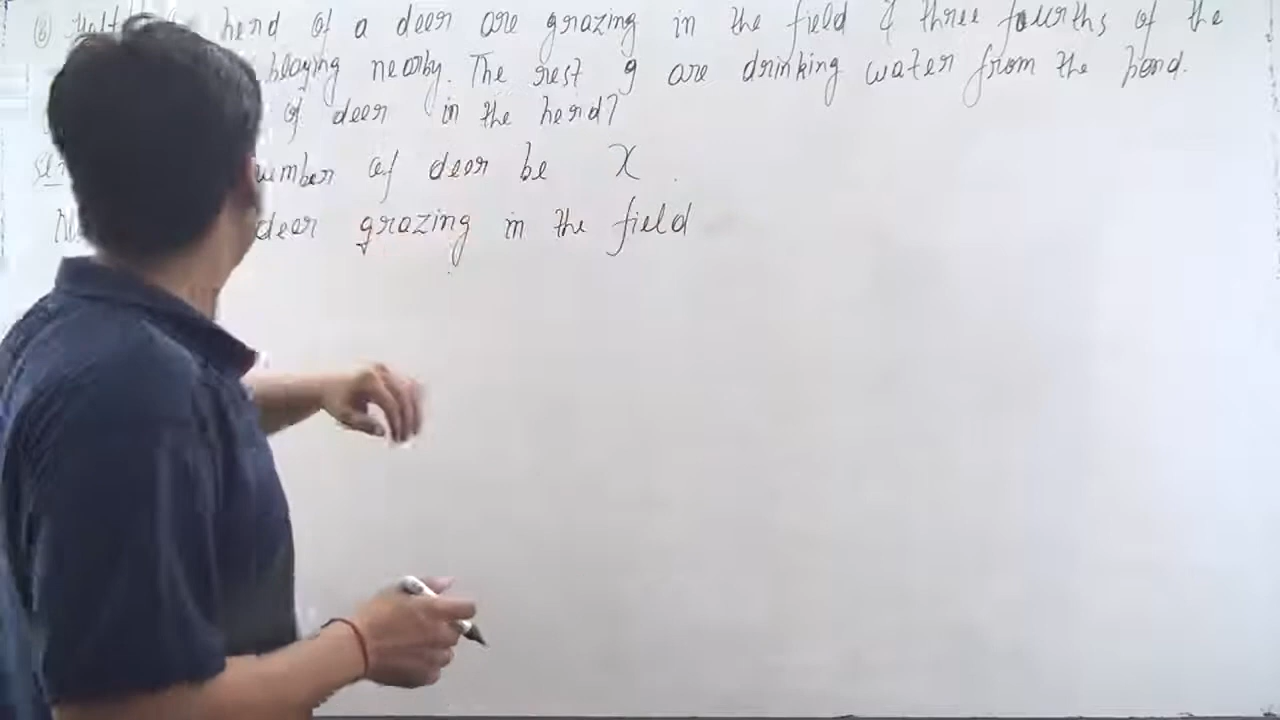 (6) Half herd of a deer are grazing in the field & three fourths of the
playing nearby. The rest 9 are drinking water from the pond.
of deer in the herd?
number of deer be x
deer grazing in the field